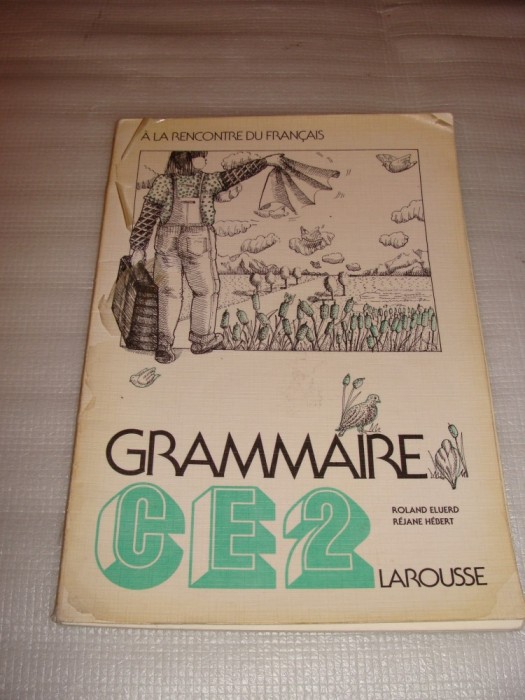 À LA RENCONTRE DU FRANÇAIS
GRAMMAIRE
CE2
ROLAND ELUERD
RÉJANE HÉBERT
LAROUSSE